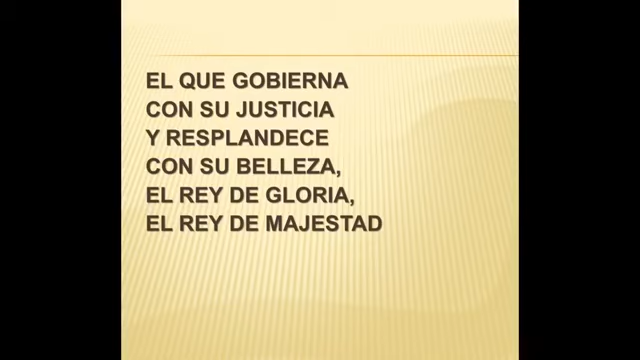 EL QUE GOBIERNA
CON SU JUSTICIA
Y RESPLANDECE
CON SU BELLEZA,
EL REY DE GLORIA,
EL REY DE MAJESTAD